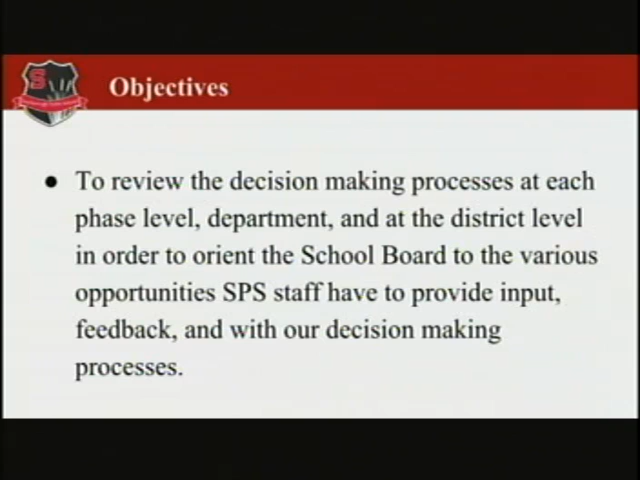 S
Objectives
● To review the decision making processes at each
phase level, department, and at the district level
in order to orient the School Board to the various
opportunities SPS staff have to provide input,
feedback, and with our decision making
processes.